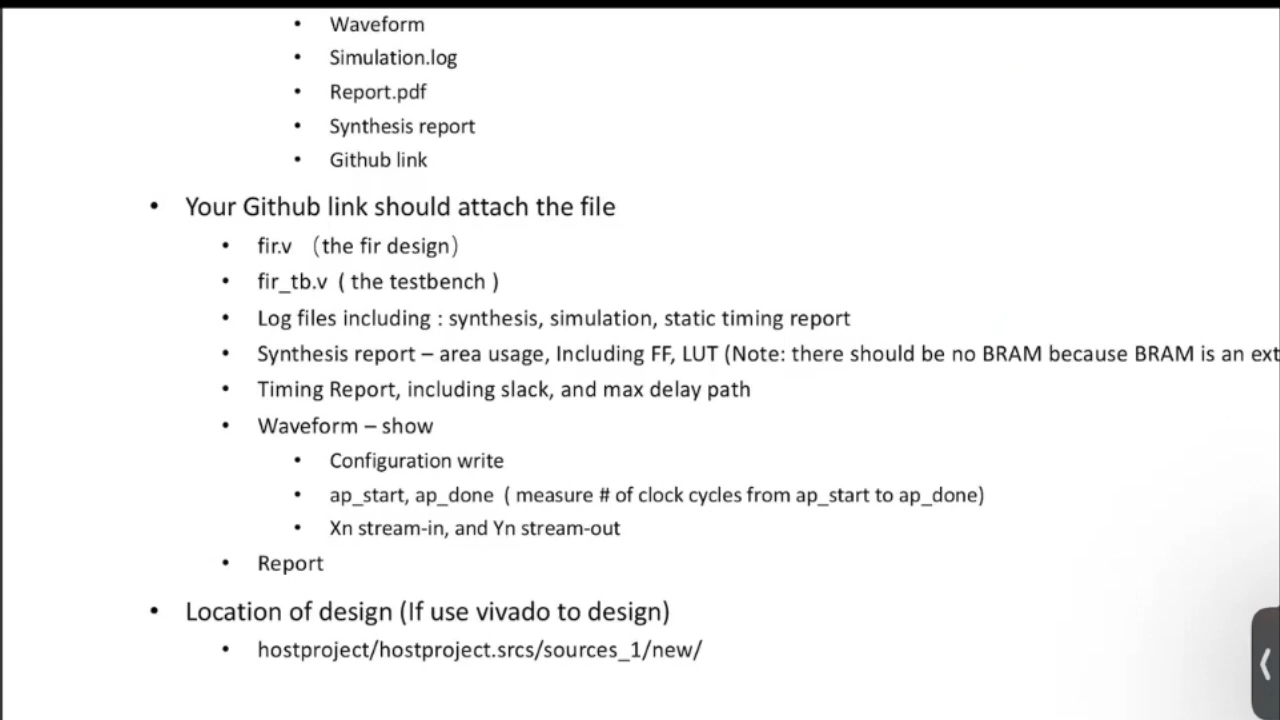 • Waveform
• Simulation.log
• Report.pdf
• Synthesis report
• Github link
• Your Github link should attach the file
• fir.v （the fir design）
• fir_tb.v ( the testbench )
• Log files including : synthesis, simulation, static timing report
• Synthesis report – area usage, Including FF, LUT (Note: there should be no BRAM because BRAM is an ext
• Timing Report, including slack, and max delay path
• Waveform – show
• Configuration write
• ap_start, ap_done ( measure # of clock cycles from ap_start to ap_done)
• Xn stream-in, and Yn stream-out
• Report
• Location of design (If use vivado to design)
• hostproject/hostproject.srcs/sources_1/new/